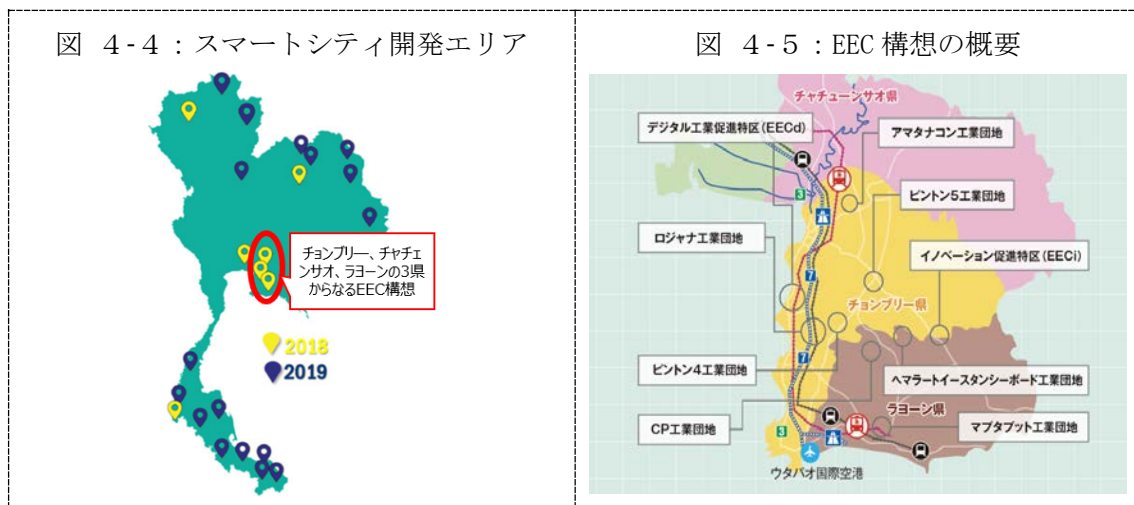 図 4-4：スマートシティ開発エリア
チョンブリー、チャチェ
ンサオ、ラヨーンの3県
からなるEEC構想
2018
2019
図 4-5：EEC構想の概要
チャチューンサオ県
デジタル工業促進特区(EECd)
アマタナコン工業団地
3
ピントン5工業団地
ロジャナ工業団地
イノベーション促進特区(EECi)
7
チョンブリー県
7
ピントン4工業団地
ヘマラートイースタンシーボード工業団地
ラヨーン県
CP工業団地
3
マプタプット工業団地
ウタパオ国際空港